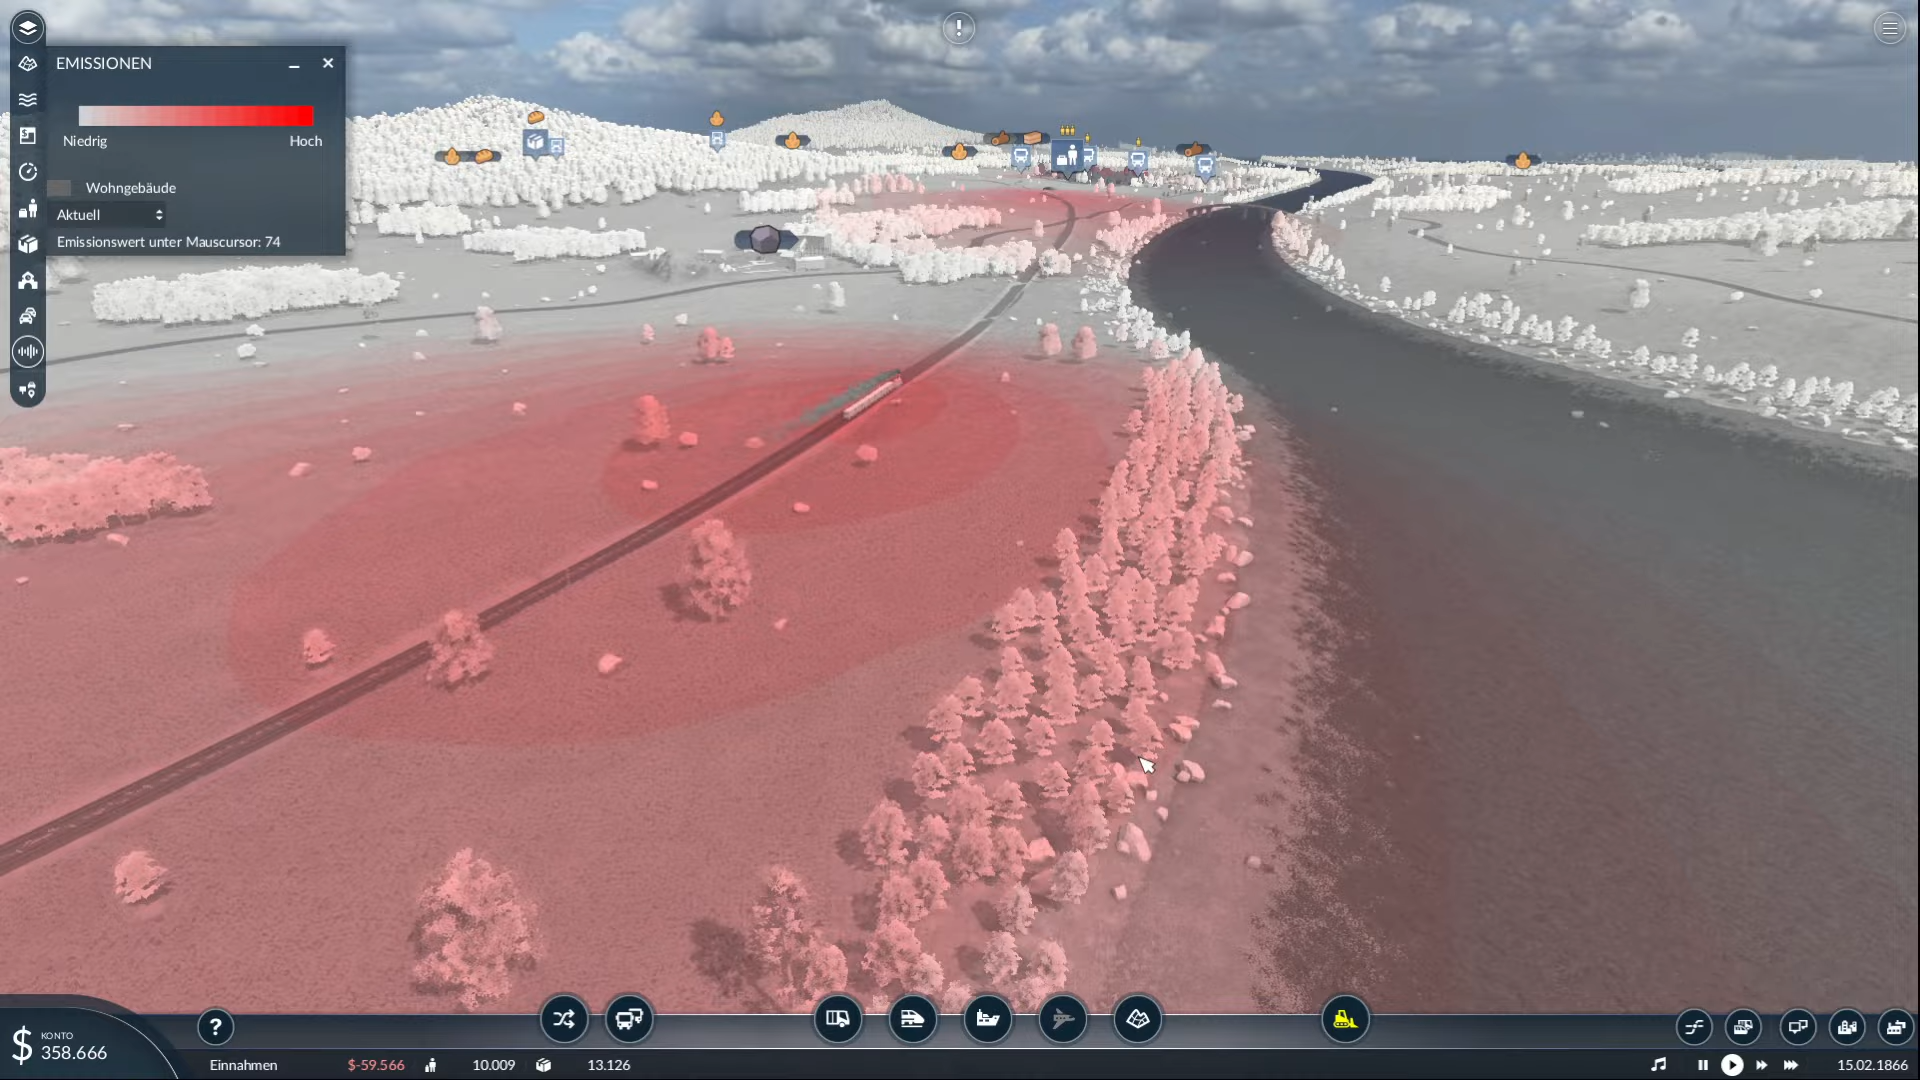 EMISSIONEN
Niedrig Hoch
Wohngebäude
Aktuell
Emissionswert unter Mauscursor: 74
?
$ KONTO
358.666
Einnahmen $-59.566 10.009 13.126 15.02.1866